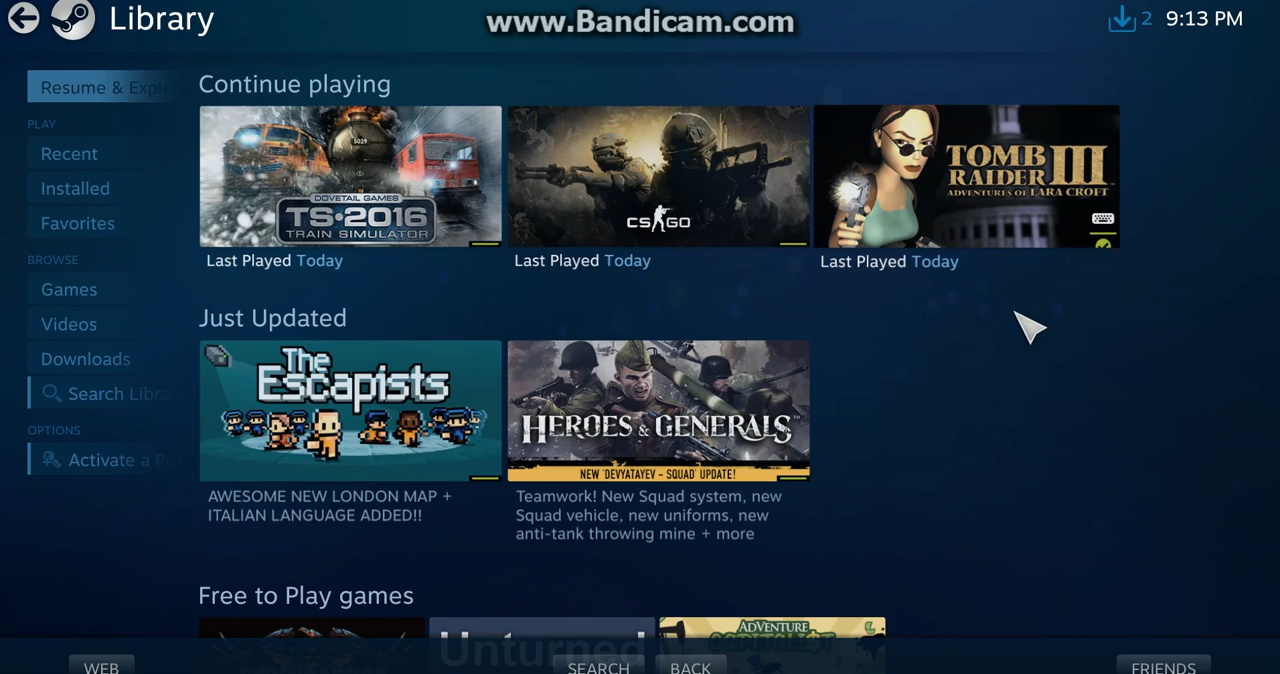 Library
www.Bandicam.com
2 9:13 PM
Resume & Explo
PLAY
Recent
Installed
Favorites
BROWSE
Games
Videos
Downloads
Search Libra
OPTIONS
Activate a P
Continue playing
5029
DOVETAIL GAMES
TS·2016
TRAIN SIMULATOR
Last Played Today
CS GO
Last Played Today
TOMB
RAIDER III
ADVENTURES OF LARA CROFT
Last Played Today
Just Updated
The
Escapists
AWESOME NEW LONDON MAP +
ITALIAN LANGUAGE ADDED!!
HEROES & GENERALS
NEW 'DEVYATAYEV - SQUAD' UPDATE!
Teamwork! New Squad system, new
Squad vehicle, new uniforms, new
anti-tank throwing mine + more
Free to Play games
Unturned
ADVENTURE
CAPITALIST
WEB
SEARCH
BACK
FRIENDS